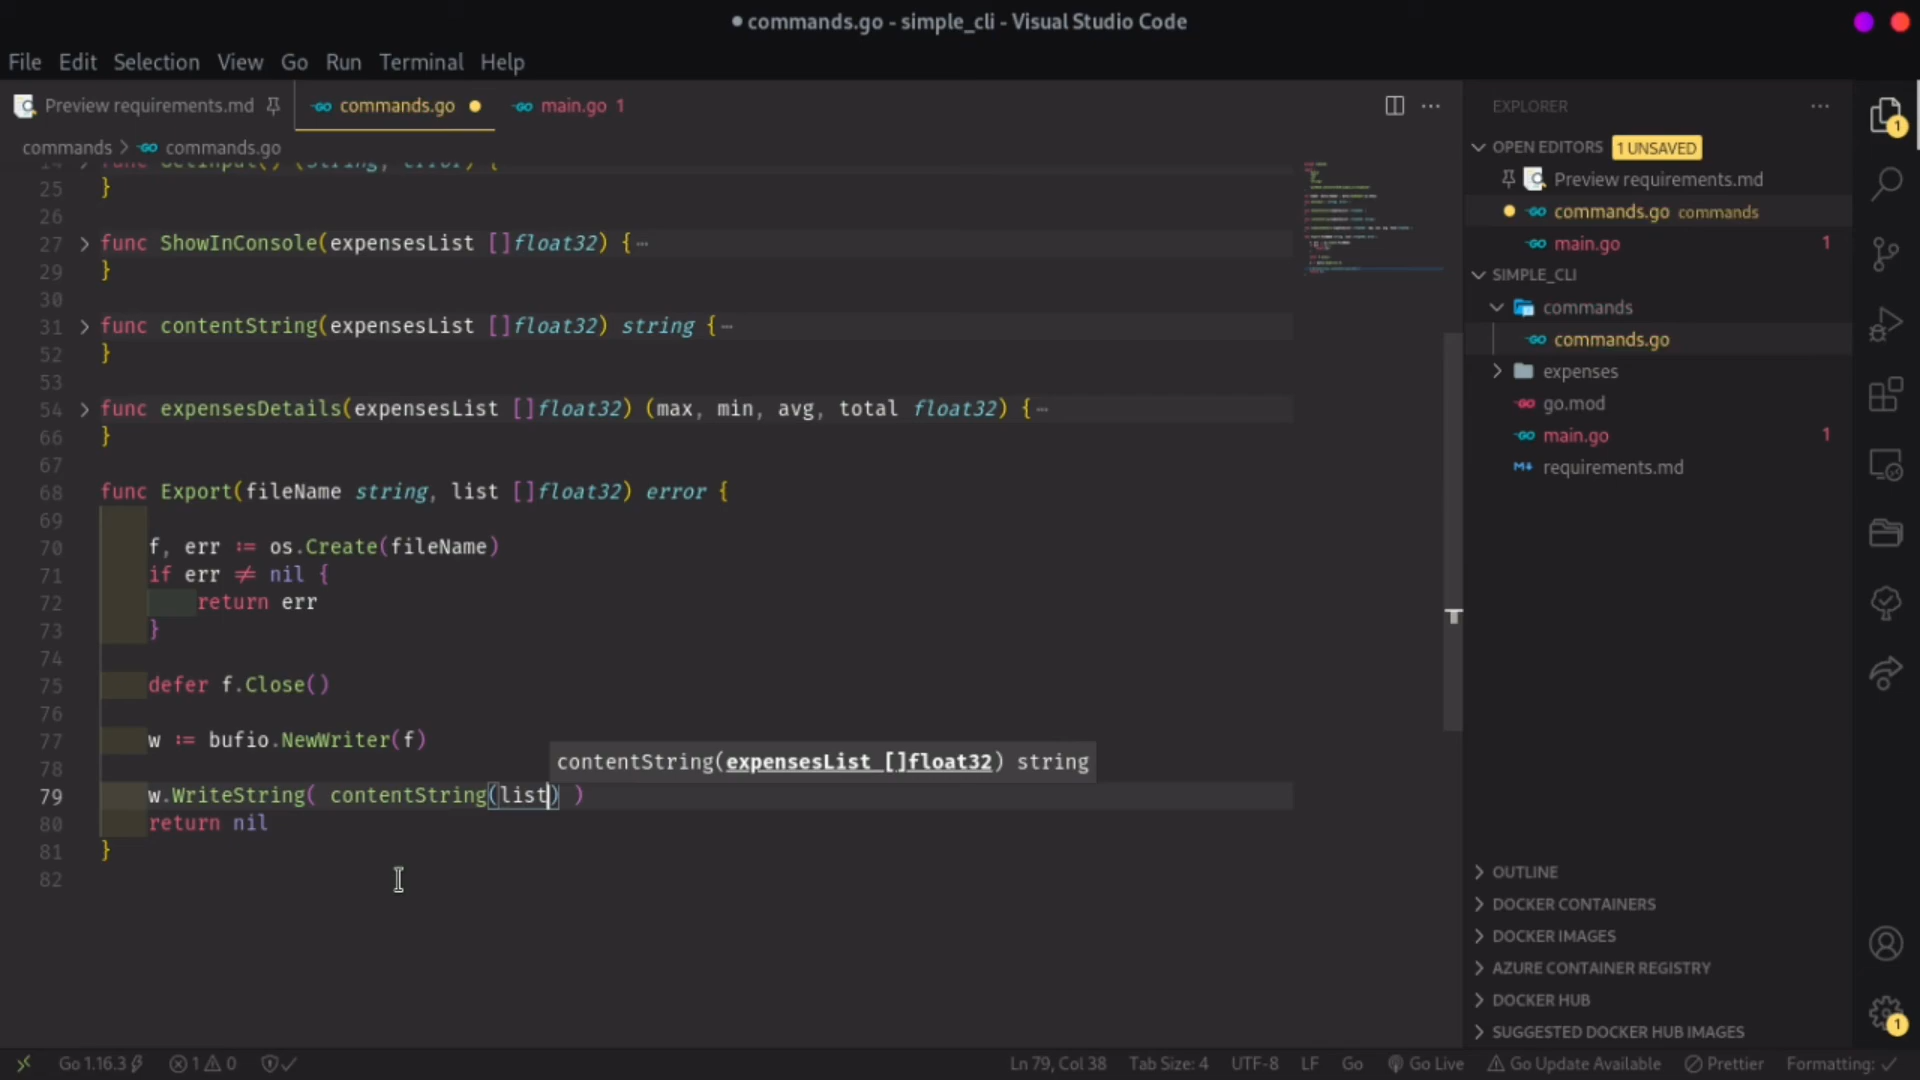 commands.go - simple_cli - Visual Studio Code
File Edit Selection View Go Run Terminal Help
Preview requirements.md commands.go main.go 1
EXPLORER
commands > commands.go
OPEN EDITORS 1 UNSAVED
Preview requirements.md
commands.go commands
main.go 1
SIMPLE_CLI
commands
commands.go
expenses
go.mod
main.go 1
requirements.md
OUTLINE
DOCKER CONTAINERS
DOCKER IMAGES
AZURE CONTAINER REGISTRY
DOCKER HUB
SUGGESTED DOCKER HUB IMAGES
25 }
26
27 func ShowInConsole(expensesList []float32) {⋯
29 }
30
31 func contentString(expensesList []float32) string {⋯
52 }
53
54 func expensesDetails(expensesList []float32) (max, min, avg, total float32) {⋯
66 }
67
68 func Export(fileName string, list []float32) error {
69
70 f, err := os.Create(fileName)
71 if err ≠ nil {
72 return err
73 }
74
75 defer f.Close()
76
77 w := bufio.NewWriter(f)
78 contentString(expensesList []float32) string
79 w.WriteString( contentString(list) )
80 return nil
81 }
82
Go 1.16.3 1 0 Ln 79, Col 38 Tab Size: 4 UTF-8 LF Go Go Live Go Update Available Prettier Formatting: ✓
1
1